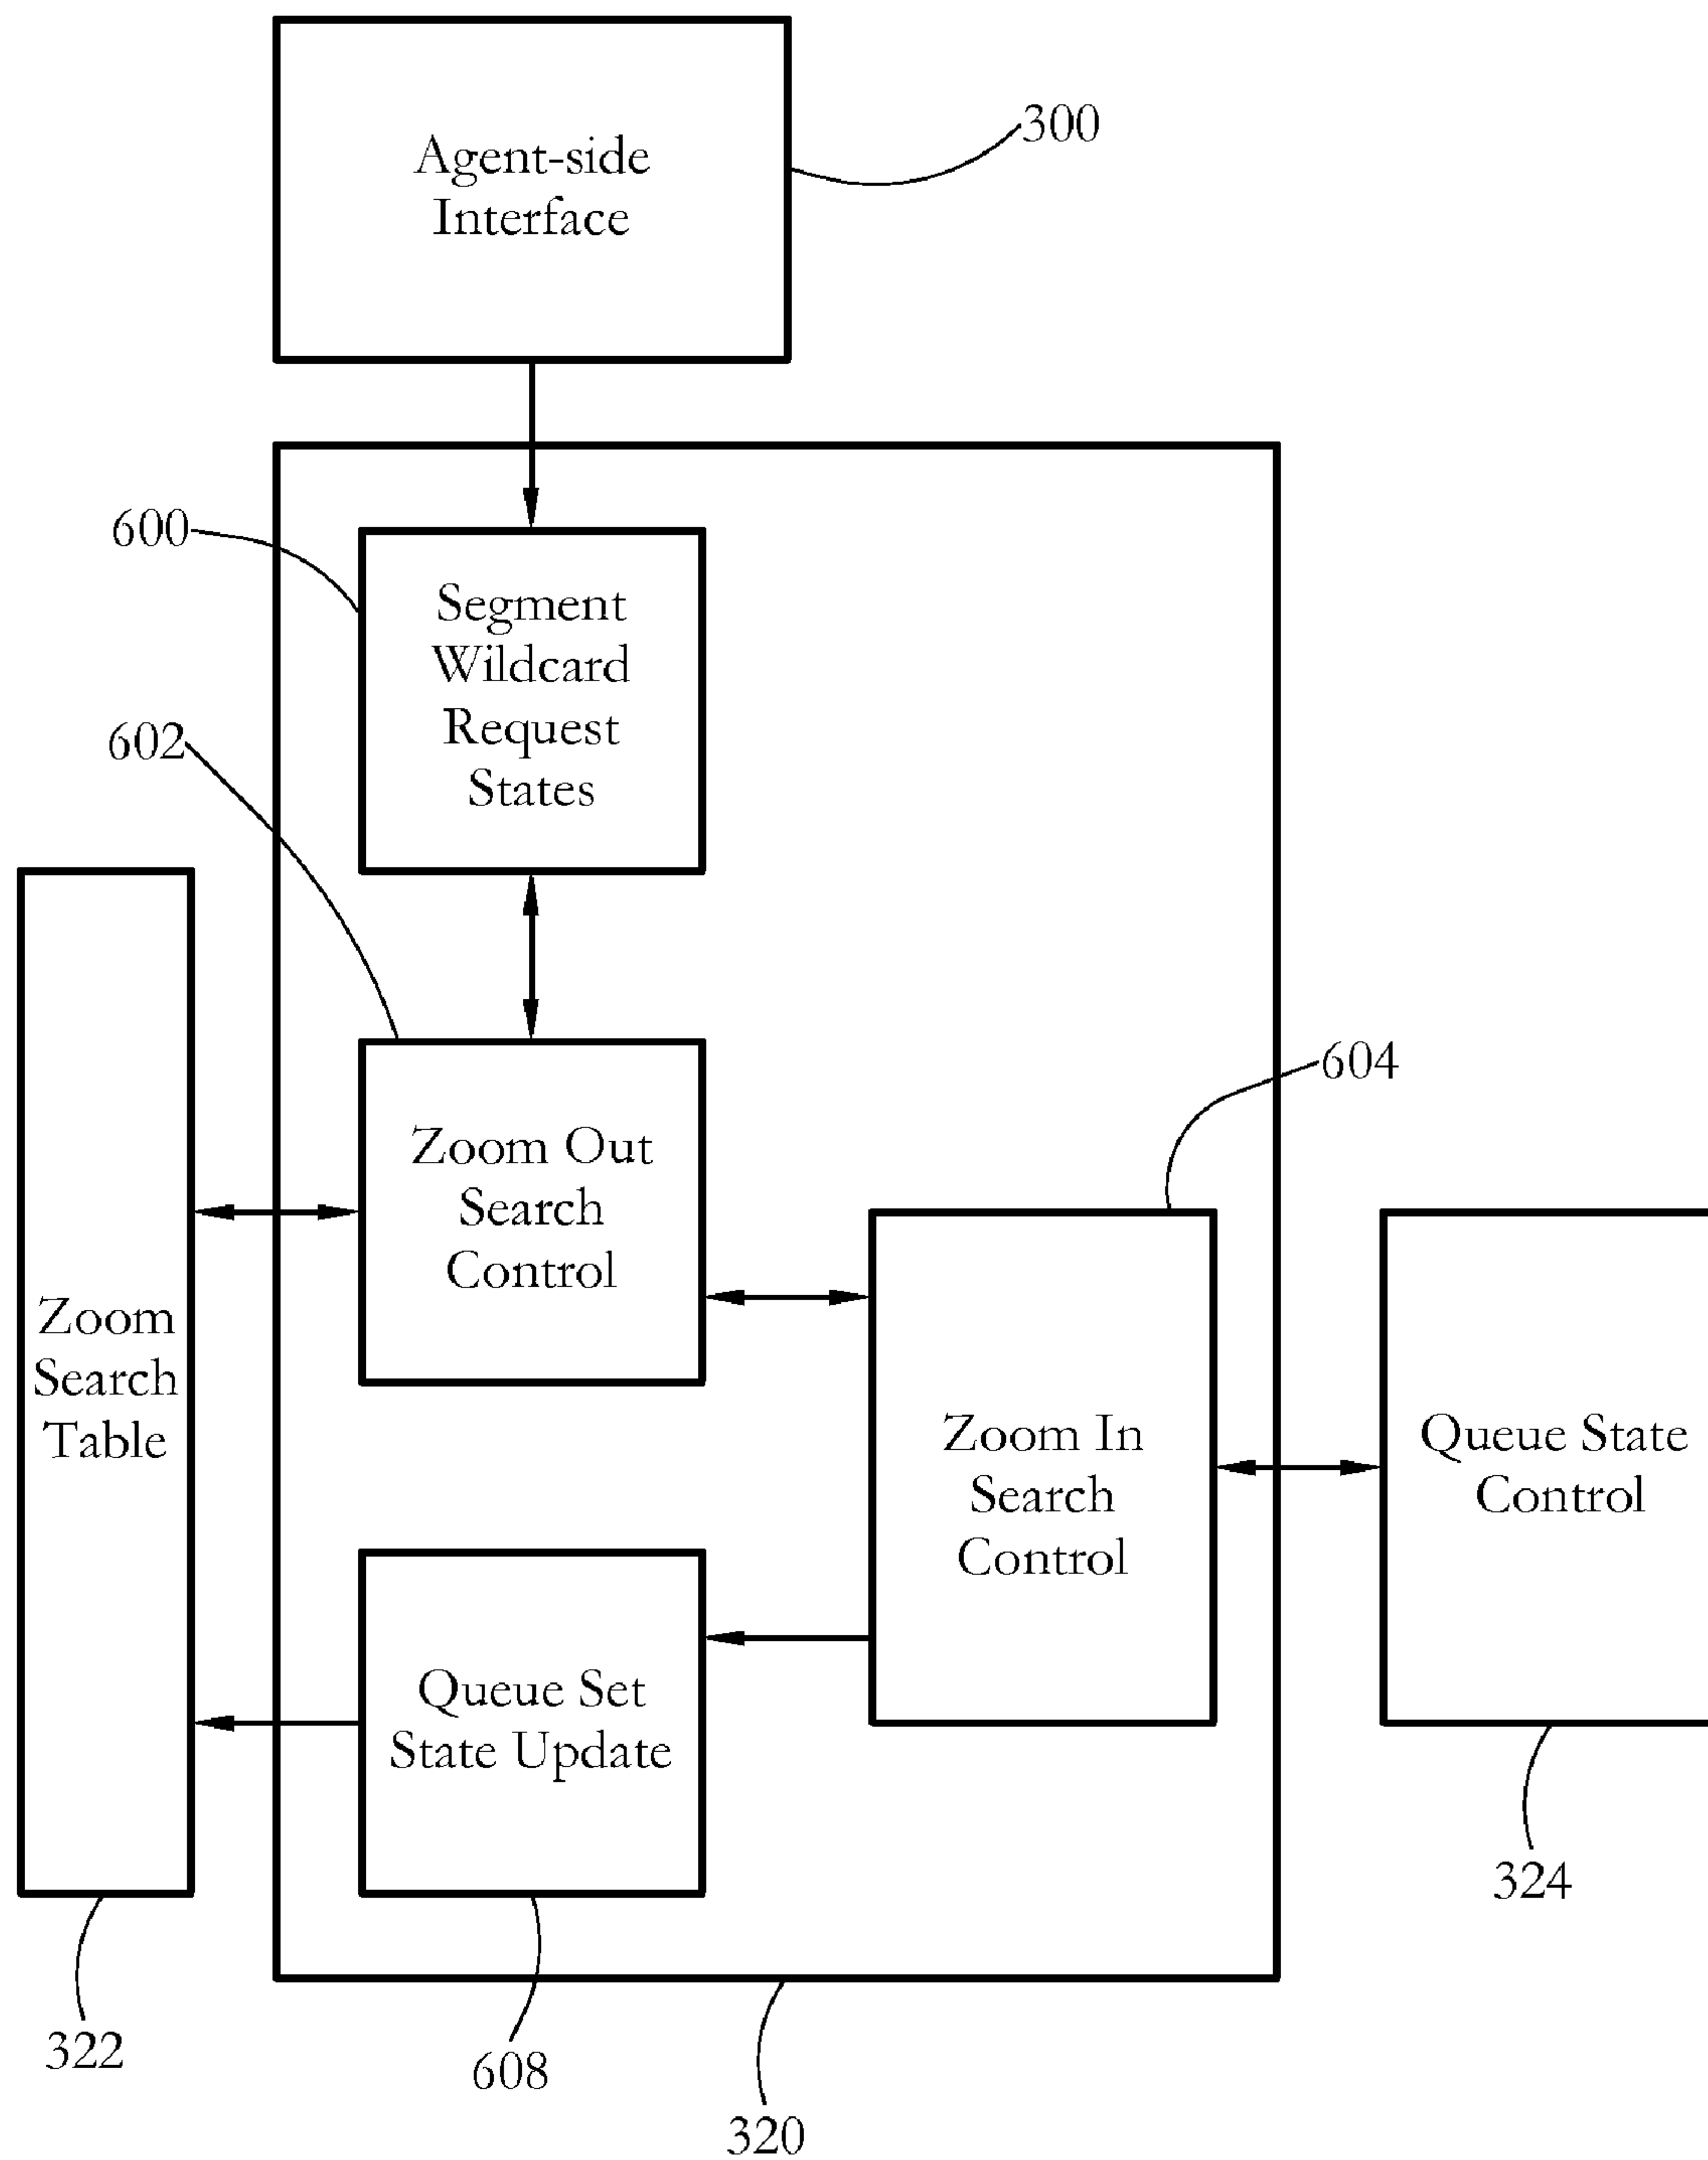 Agent-side
Interface
300
600
Segment
Wildcard
Request
States
602
Zoom Out
Search
Control
604
Zoom
Search
Table
Zoom In
Search
Control
Queue State
Control
Queue Set
State Update
324
322
608
320